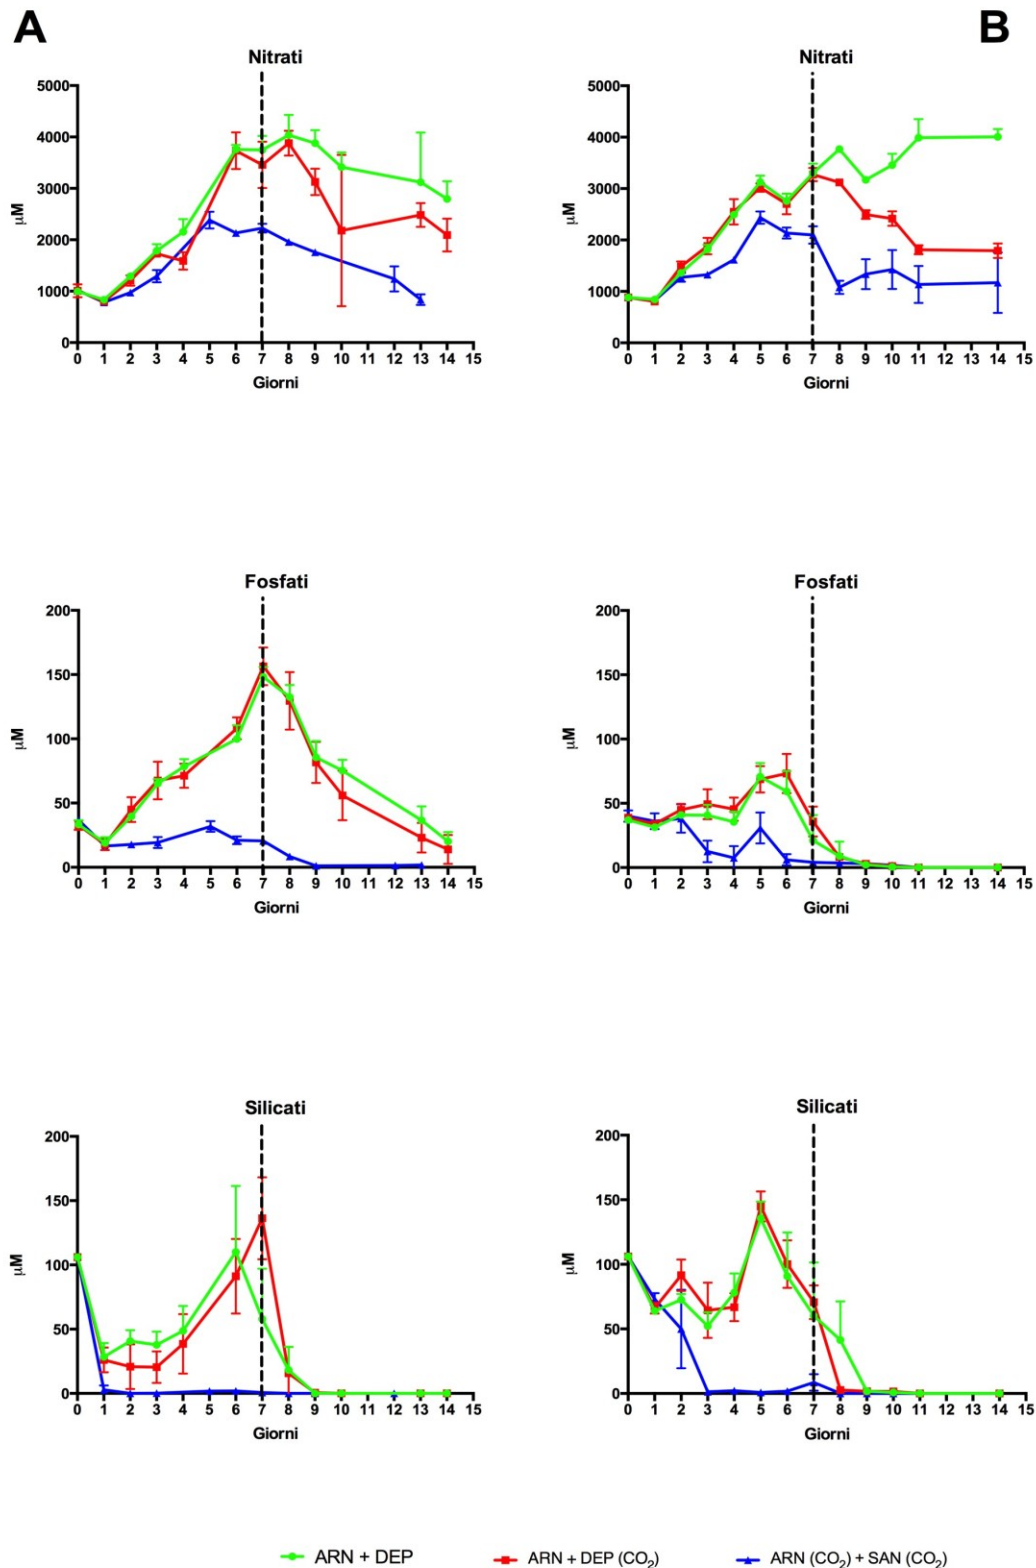 A
B
Nitrati
5000
4000
3000
2000
1000
0
µM
0 1 2 3 4 5 6 7 8 9 10 11 12 13 14 15
Giorni
Nitrati
5000
4000
3000
2000
1000
0
µM
0 1 2 3 4 5 6 7 8 9 10 11 12 13 14 15
Giorni
Fosfati
200
150
100
50
0
µM
0 1 2 3 4 5 6 7 8 9 10 11 12 13 14 15
Giorni
Fosfati
200
150
100
50
0
µM
0 1 2 3 4 5 6 7 8 9 10 11 12 13 14 15
Giorni
Silicati
200
150
100
50
0
µM
0 1 2 3 4 5 6 7 8 9 10 11 12 13 14 15
Giorni
Silicati
200
150
100
50
0
µM
0 1 2 3 4 5 6 7 8 9 10 11 12 13 14 15
Giorni
ARN + DEP
ARN + DEP (CO₂)
ARN (CO₂) + SAN (CO₂)